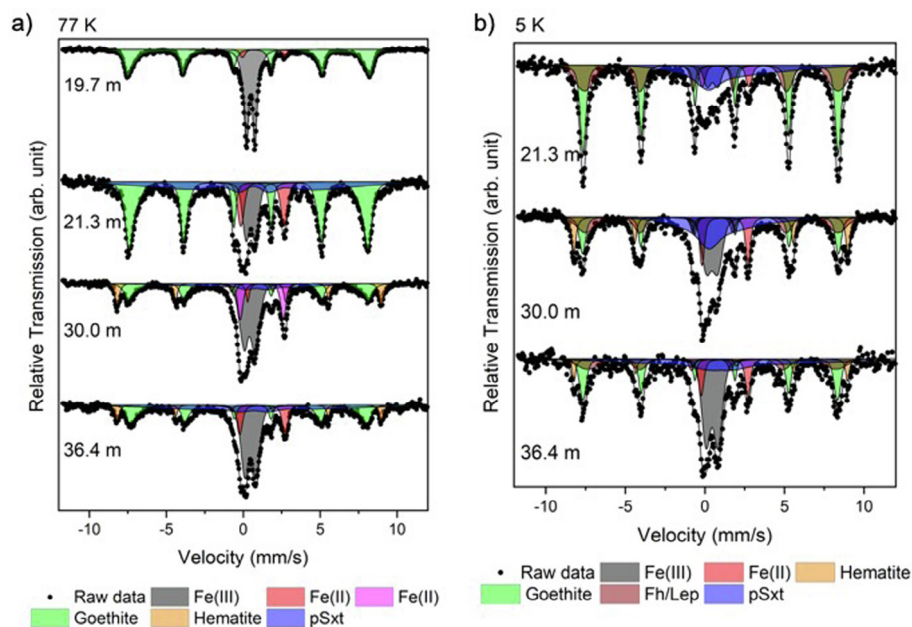 a) 77 K
19.7 m
21.3 m
30.0 m
36.4 m
Relative Transmission (arb. unit)
-10 -5 0 5 10
Velocity (mm/s)
Raw data Fe(III) Fe(II) Fe(II)
Goethite Hematite pSxt
b) 5 K
21.3 m
30.0 m
36.4 m
Relative Transmission (arb. unit)
-10 -5 0 5 10
Velocity (mm/s)
Raw data Fe(III) Fe(II) Hematite
Goethite Fh/Lep pSxt